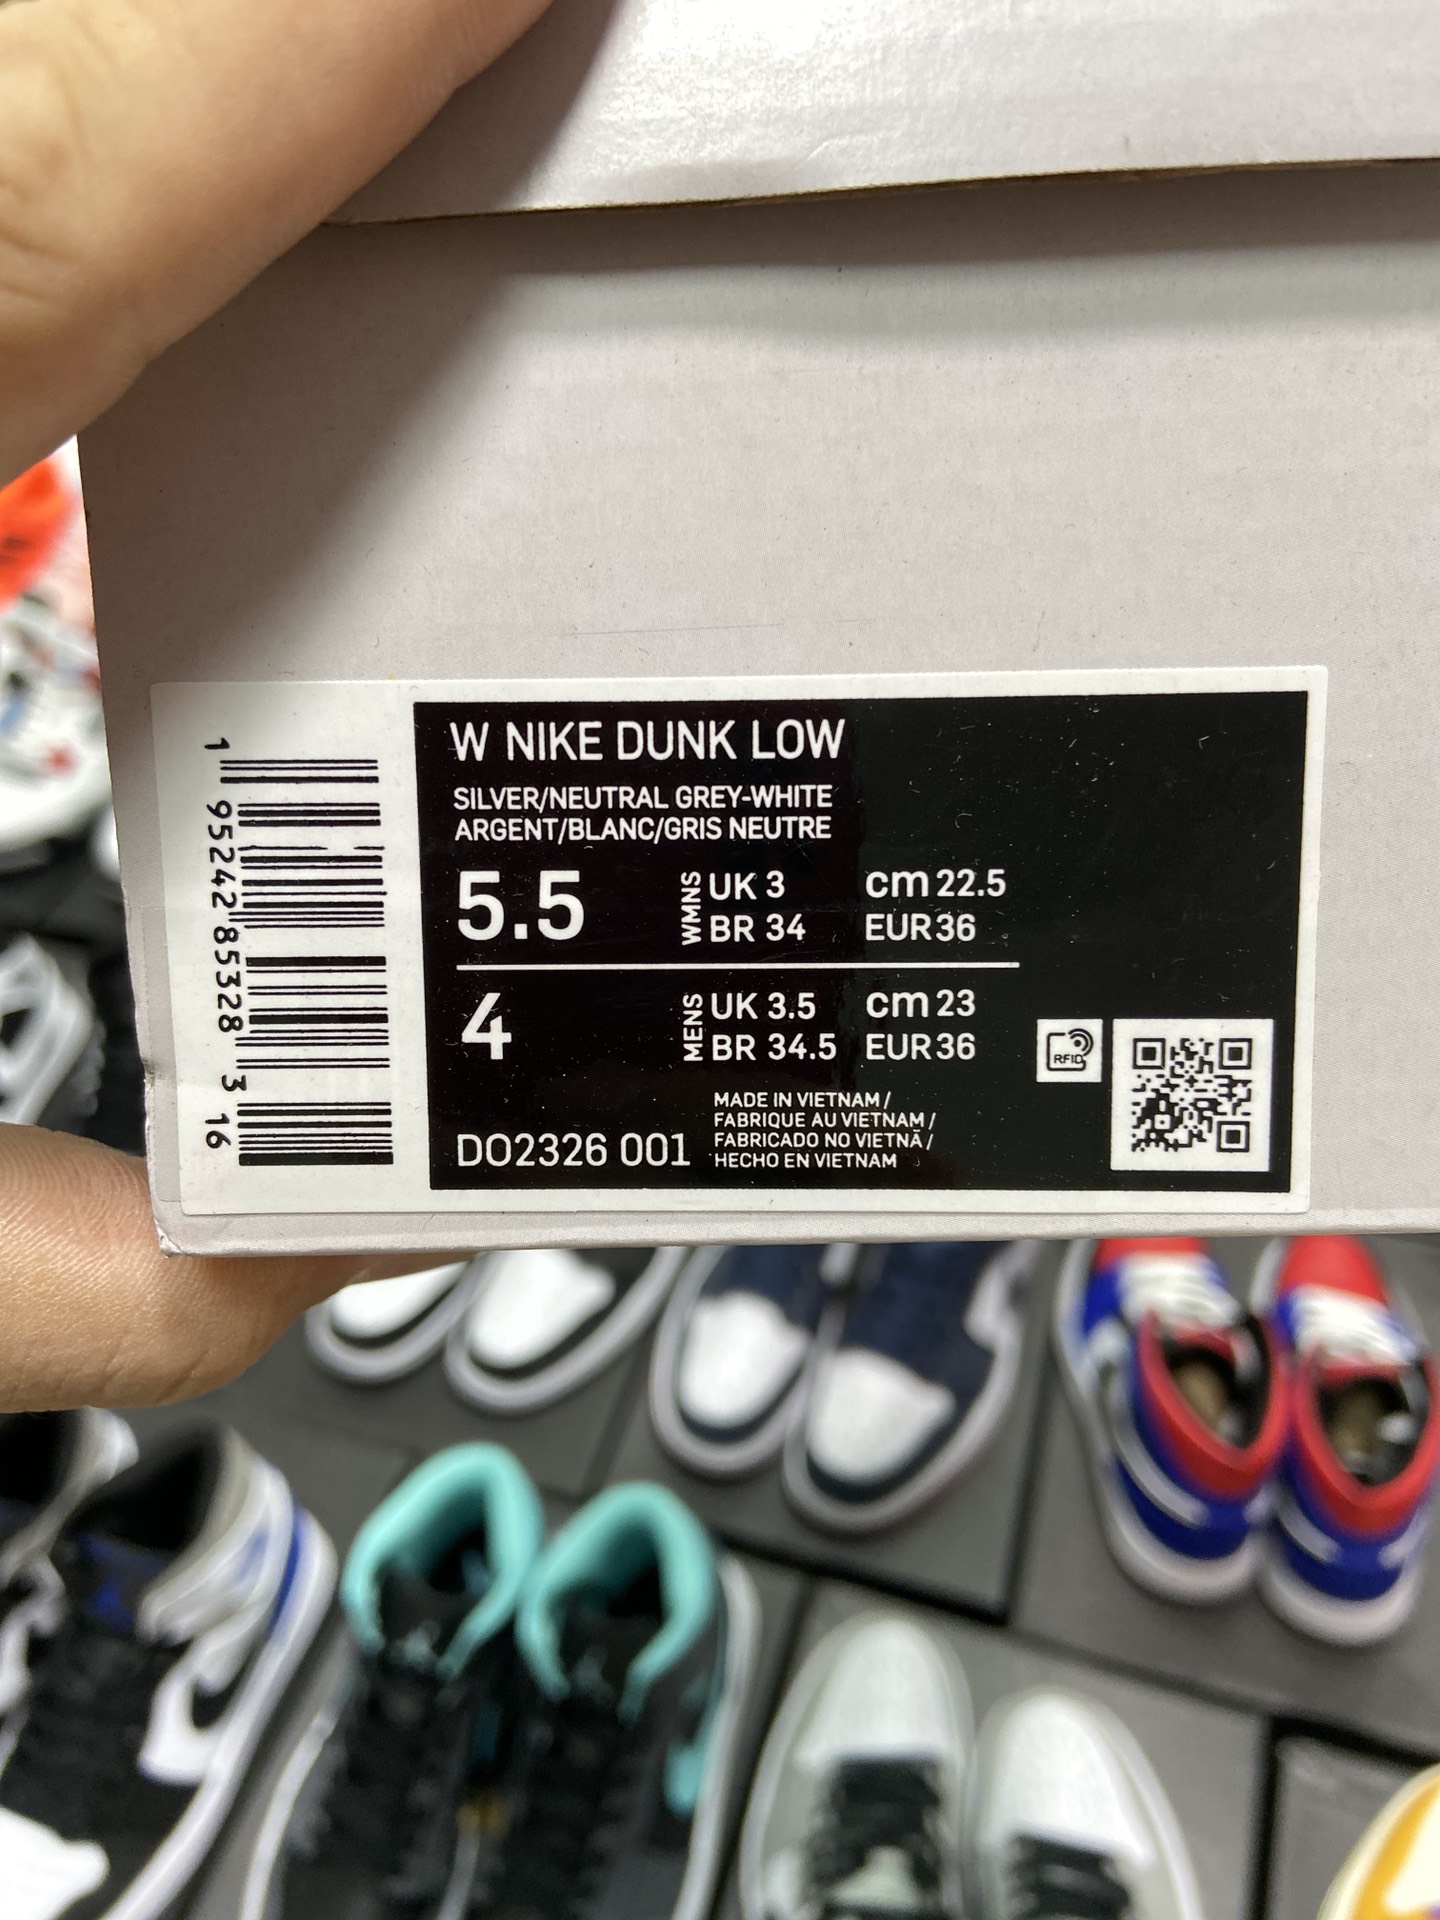 W NIKE DUNK LOW
SILVER/NEUTRAL GREY-WHITE
ARGENT/BLANC/GRIS NEUTRE
5.5 WMNS UK 3 cm 22.5
BR 34 EUR 36
4 MENS UK 3.5 cm 23
BR 34.5 EUR 36
MADE IN VIETNAM /
FABRIQUE AU VIETNAM /
FABRICADO NO VIETNÃ /
HECHO EN VIETNAM
DO2326 001
RFID
1 95242 85328 3 16